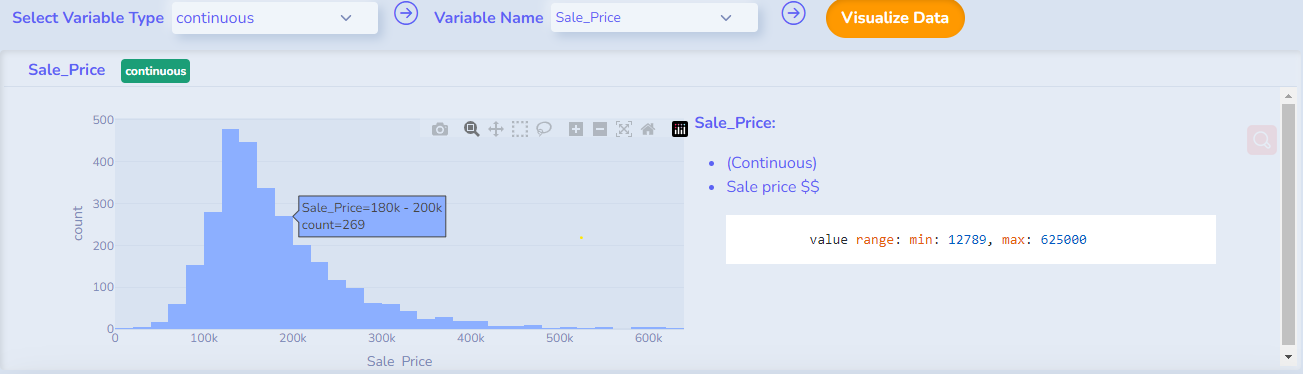 Select Variable Type continuous Variable Name Sale_Price Visualize Data
Sale_Price continuous
Sale_Price:
(Continuous)
Sale price $$
value range: min: 12789, max: 625000
500
400
300
200
100
0
count
Sale_Price=180k - 200k
count=269
0 100k 200k 300k 400k 500k 600k
Sale_Price